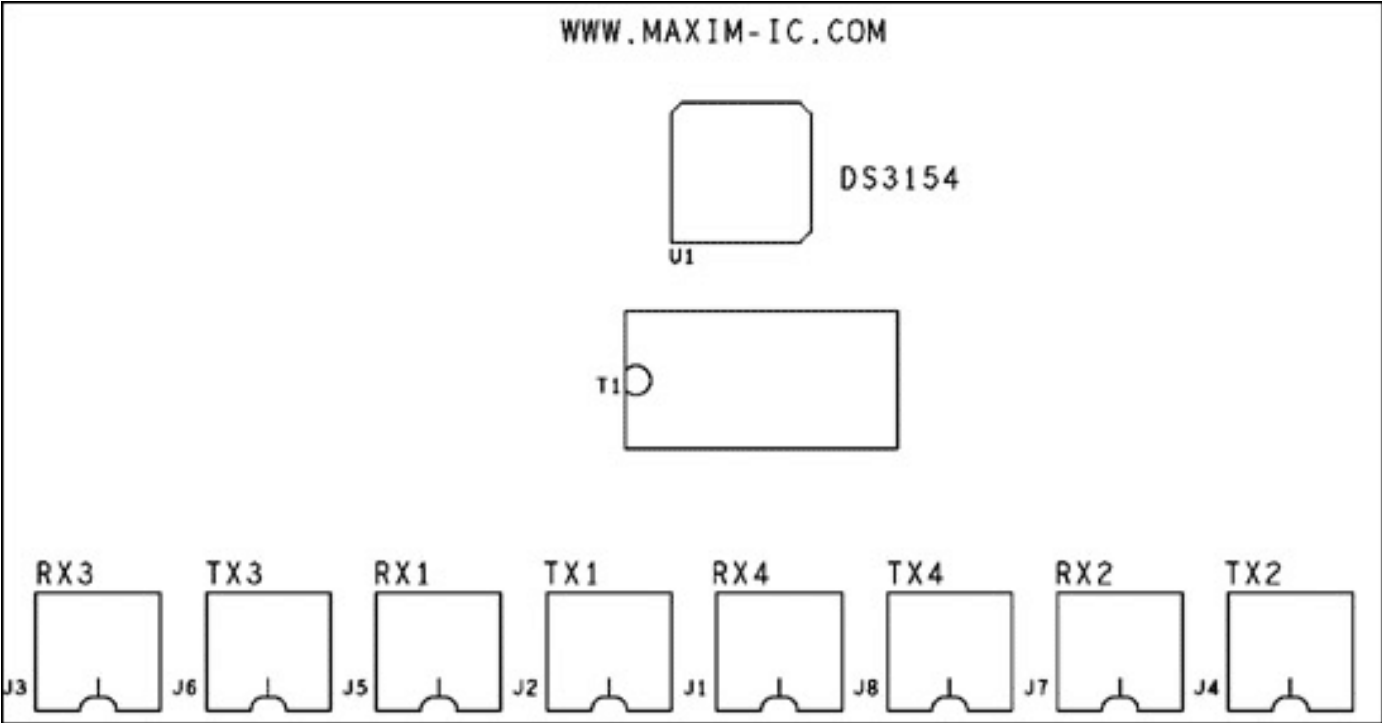 WWW.MAXIM-IC.COM
DS3154
U1
T1
RX3 TX3 RX1 TX1 RX4 TX4 RX2 TX2
J3 J6 J5 J2 J1 J8 J7 J4